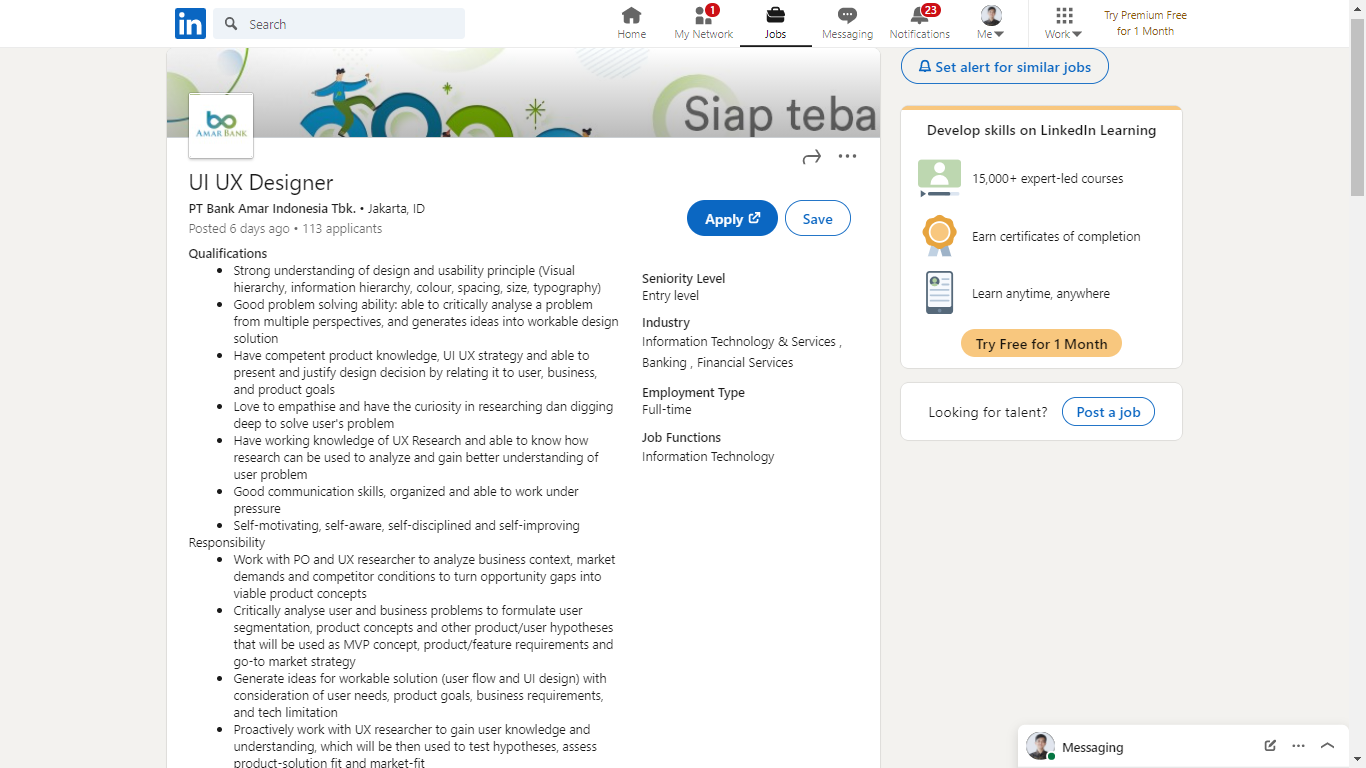 in
Search
1
23
Home
My Network
Jobs
Messaging
Notifications
Me
Work
Try Premium Free
for 1 Month
Siap teba
AMAR BANK
UI UX Designer
PT Bank Amar Indonesia Tbk. • Jakarta, ID
Posted 6 days ago • 113 applicants
Apply
Save
Qualifications
• Strong understanding of design and usability principle (Visual
hierarchy, information hierarchy, colour, spacing, size, typography)
• Good problem solving ability: able to critically analyse a problem
from multiple perspectives, and generates ideas into workable design
solution
• Have competent product knowledge, UI UX strategy and able to
present and justify design decision by relating it to user, business,
and product goals
• Love to empathise and have the curiosity in researching dan digging
deep to solve user's problem
• Have working knowledge of UX Research and able to know how
research can be used to analyze and gain better understanding of
user problem
• Good communication skills, organized and able to work under
pressure
• Self-motivating, self-aware, self-disciplined and self-improving
Responsibility
• Work with PO and UX researcher to analyze business context, market
demands and competitor conditions to turn opportunity gaps into
viable product concepts
• Critically analyse user and business problems to formulate user
segmentation, product concepts and other product/user hypotheses
that will be used as MVP concept, product/feature requirements and
go-to market strategy
• Generate ideas for workable solution (user flow and UI design) with
consideration of user needs, product goals, business requirements,
and tech limitation
• Proactively work with UX researcher to gain user knowledge and
understanding, which will be then used to test hypotheses, assess
product-solution fit and market-fit
Seniority Level
Entry level
Industry
Information Technology & Services ,
Banking , Financial Services
Employment Type
Full-time
Job Functions
Information Technology
Set alert for similar jobs
Develop skills on LinkedIn Learning
15,000+ expert-led courses
Earn certificates of completion
Learn anytime, anywhere
Try Free for 1 Month
Looking for talent?
Post a job
Messaging